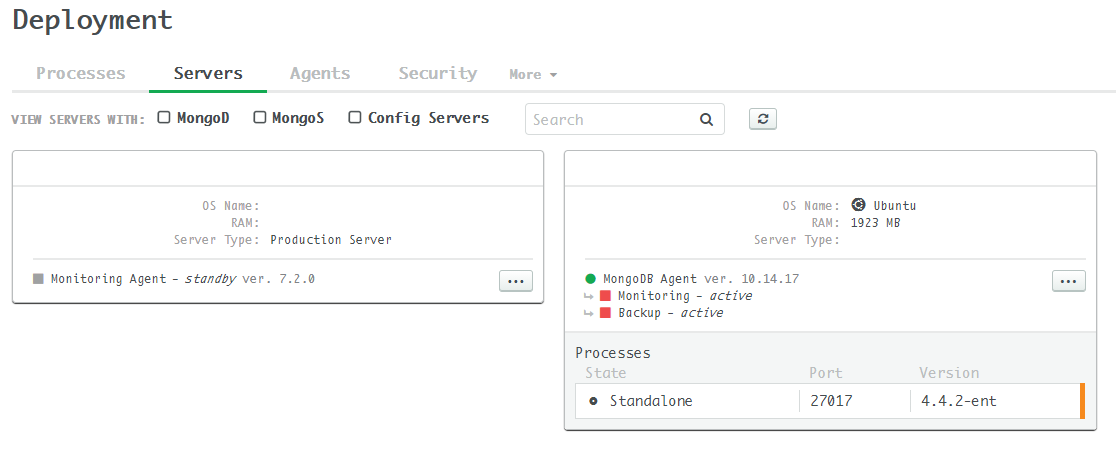 Deployment
Processes Servers Agents Security More
VIEW SERVERS WITH: MongoD MongoS Config Servers Search
OS Name:
RAM:
Server Type: Production Server
Monitoring Agent – standby ver. 7.2.0 ...
OS Name: Ubuntu
RAM: 1923 MB
Server Type:
MongoDB Agent ver. 10.14.17 ...
Monitoring – active
Backup – active
Processes
State Port Version
Standalone 27017 4.4.2-ent